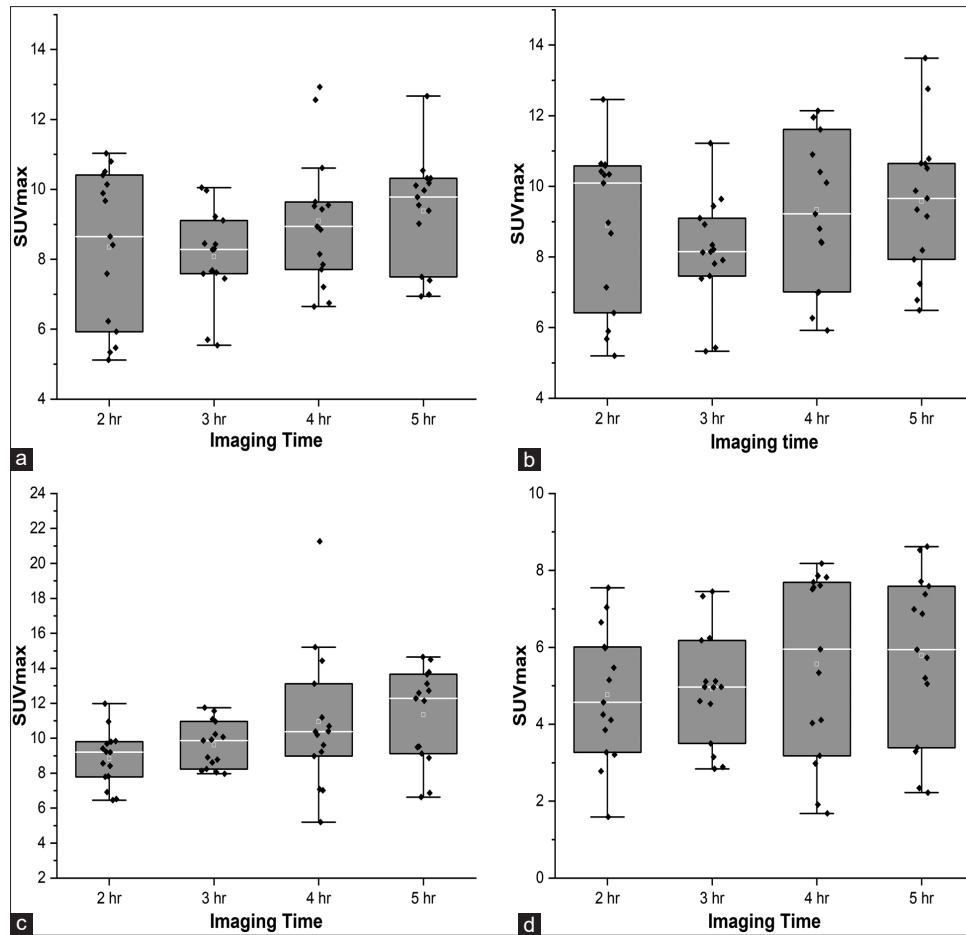 14
12
10
8
6
4
SUVmax
2 hr
3 hr
4 hr
5 hr
Imaging Time
a
14
12
10
8
6
4
SUVmax
2 hr
3 hr
4 hr
5 hr
Imaging time
b
24
22
20
18
16
14
12
10
8
6
4
2
SUVmax
2 hr
3 hr
4 hr
5 hr
Imaging Time
c
10
8
6
4
2
0
SUVmax
2 hr
3 hr
4 hr
5 hr
Imaging Time
d